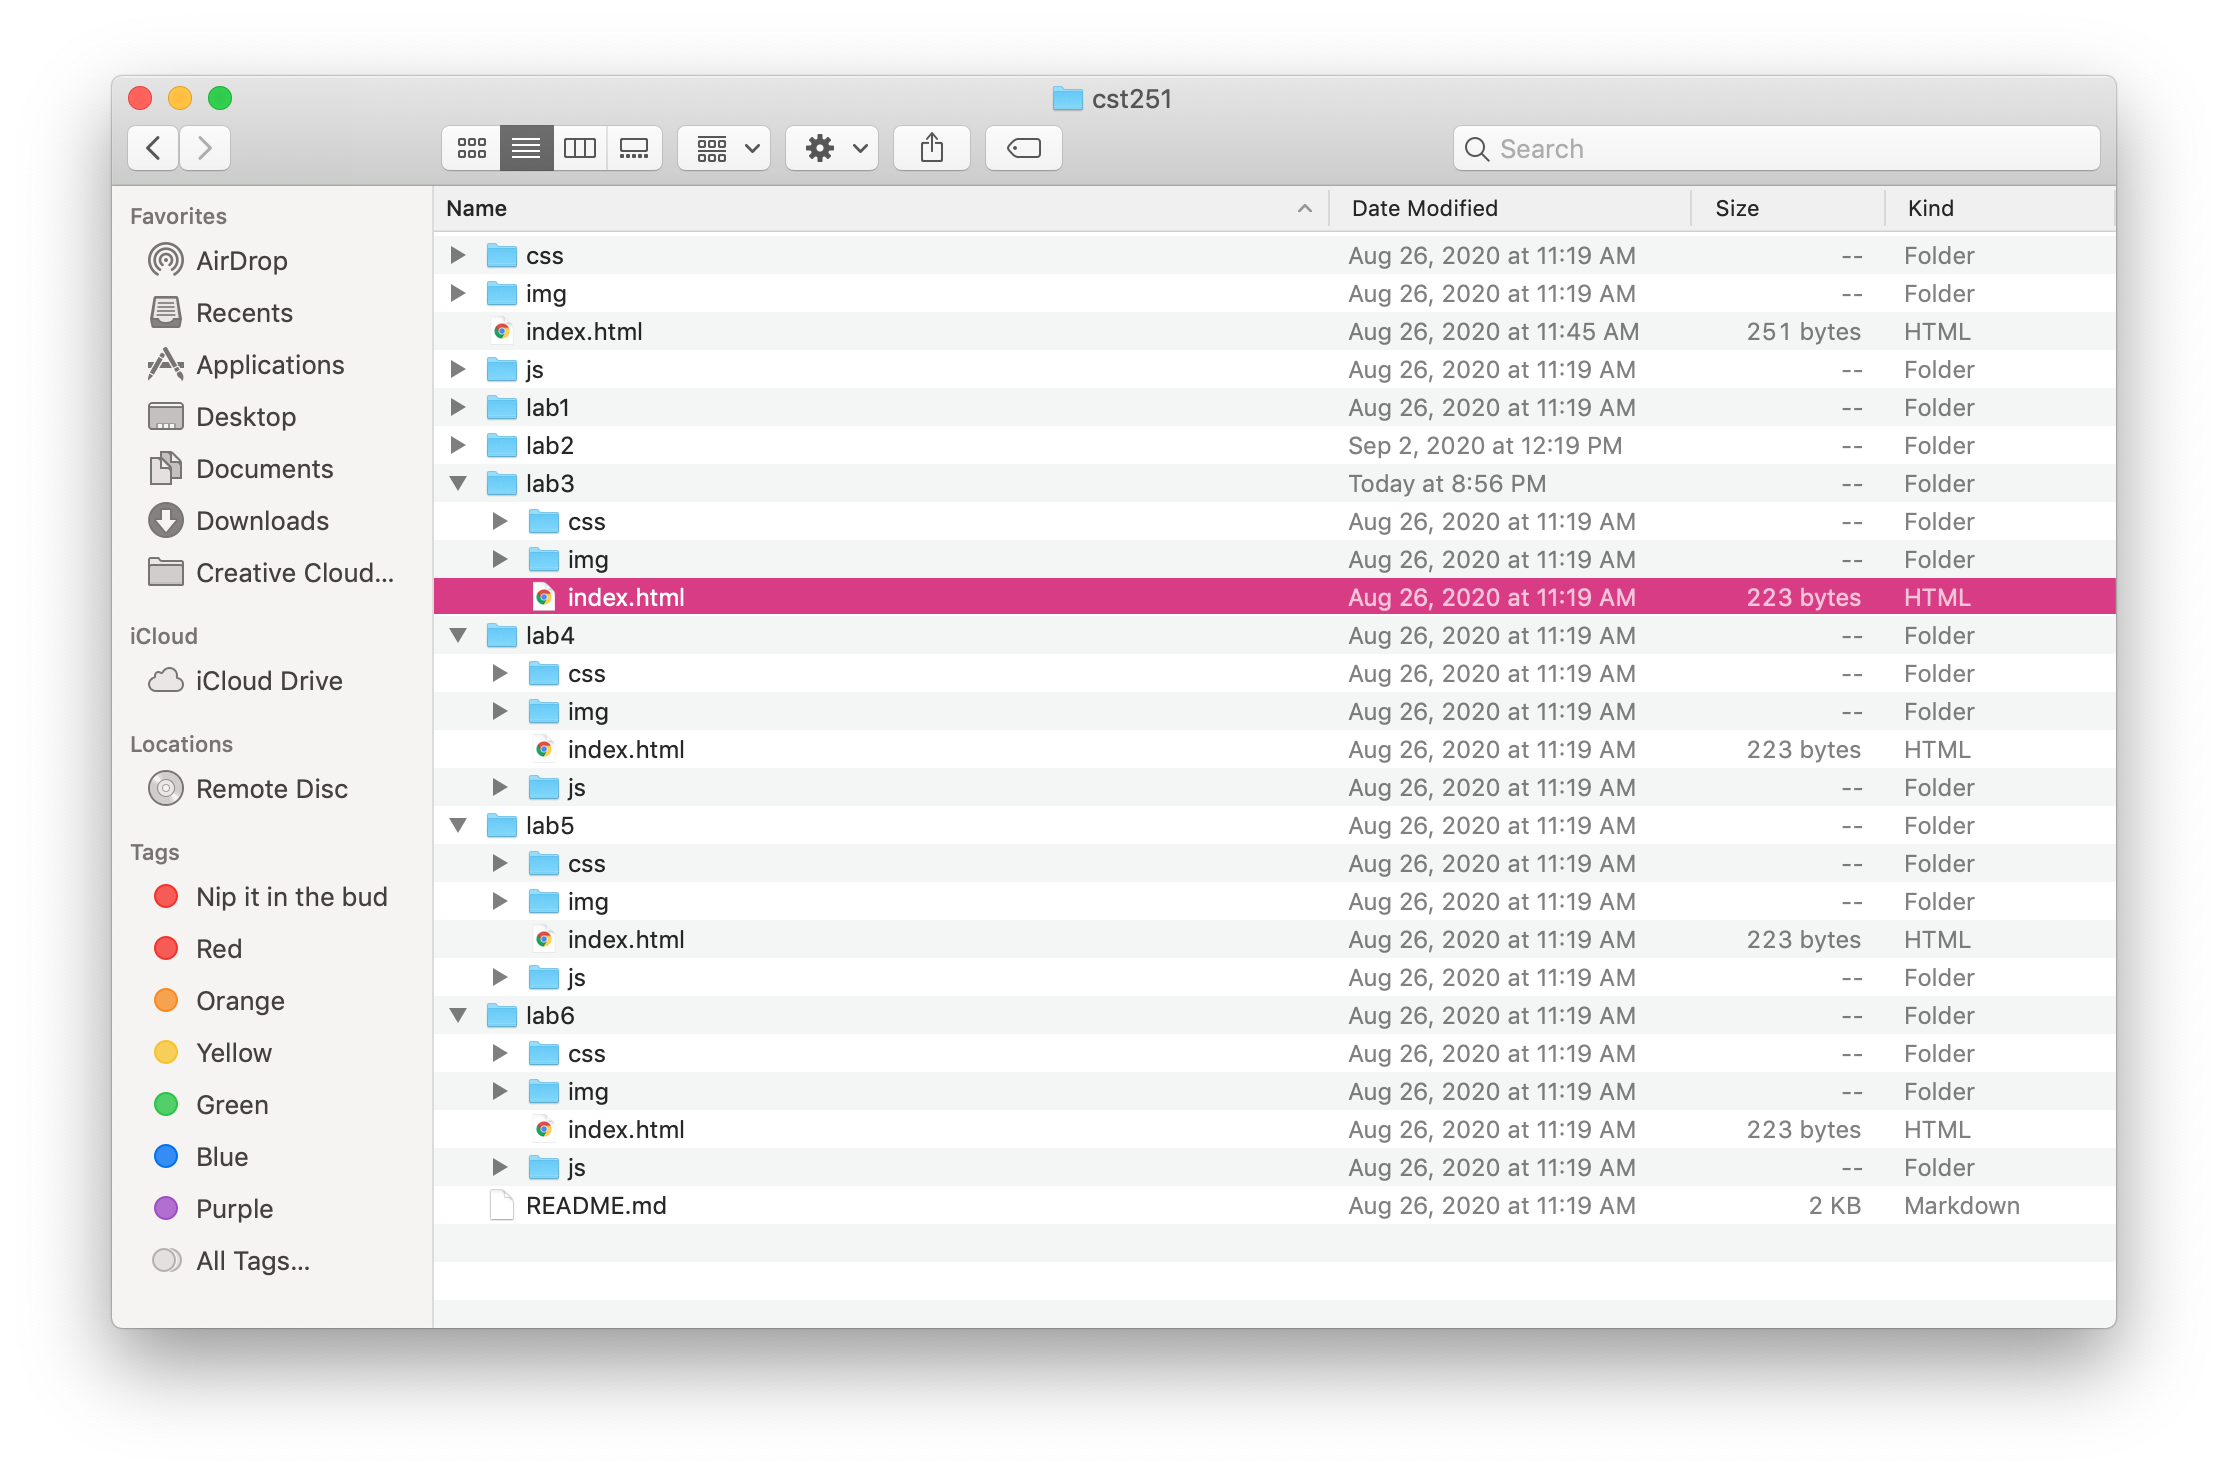 cst251
Search
Favorites
AirDrop
Recents
Applications
Desktop
Documents
Downloads
Creative Cloud...
iCloud
iCloud Drive
Locations
Remote Disc
Tags
Nip it in the bud
Red
Orange
Yellow
Green
Blue
Purple
All Tags...
Name Date Modified Size Kind
css Aug 26, 2020 at 11:19 AM -- Folder
img Aug 26, 2020 at 11:19 AM -- Folder
index.html Aug 26, 2020 at 11:45 AM 251 bytes HTML
js Aug 26, 2020 at 11:19 AM -- Folder
lab1 Aug 26, 2020 at 11:19 AM -- Folder
lab2 Sep 2, 2020 at 12:19 PM -- Folder
lab3 Today at 8:56 PM -- Folder
css Aug 26, 2020 at 11:19 AM -- Folder
img Aug 26, 2020 at 11:19 AM -- Folder
index.html Aug 26, 2020 at 11:19 AM 223 bytes HTML
lab4 Aug 26, 2020 at 11:19 AM -- Folder
css Aug 26, 2020 at 11:19 AM -- Folder
img Aug 26, 2020 at 11:19 AM -- Folder
index.html Aug 26, 2020 at 11:19 AM 223 bytes HTML
js Aug 26, 2020 at 11:19 AM -- Folder
lab5 Aug 26, 2020 at 11:19 AM -- Folder
css Aug 26, 2020 at 11:19 AM -- Folder
img Aug 26, 2020 at 11:19 AM -- Folder
index.html Aug 26, 2020 at 11:19 AM 223 bytes HTML
js Aug 26, 2020 at 11:19 AM -- Folder
lab6 Aug 26, 2020 at 11:19 AM -- Folder
css Aug 26, 2020 at 11:19 AM -- Folder
img Aug 26, 2020 at 11:19 AM -- Folder
index.html Aug 26, 2020 at 11:19 AM 223 bytes HTML
js Aug 26, 2020 at 11:19 AM -- Folder
README.md Aug 26, 2020 at 11:19 AM 2 KB Markdown